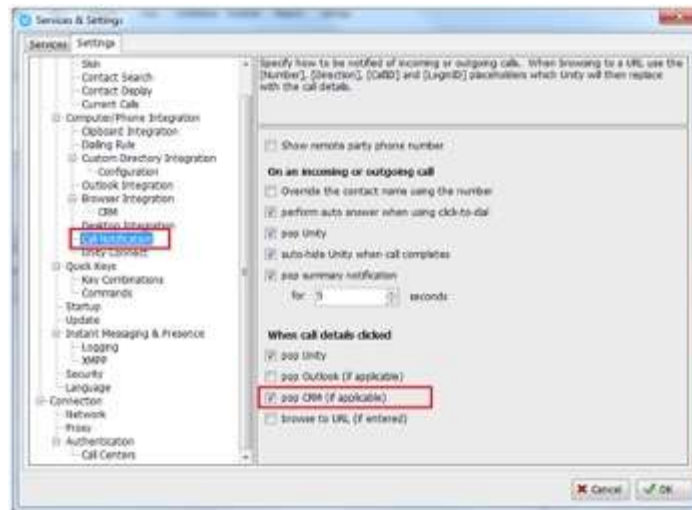 Services & Settings
Services
Settings
Skin
Contact Search
Contact Display
Current Calls
Computer/Phone Integration
Clipboard Integration
Dialing Rule
Custom Directory Integration
Configuration
Outlook Integration
Browser Integration
CRM
Desktop Integration
Call Notification
Unity Connect
Quick Keys
Key Combinations
Commands
Startup
Update
Instant Messaging & Presence
Logging
XMPP
Security
Language
Connection
Network
Proxy
Authentication
Call Centers
Specify how to be notified of incoming or outgoing calls. When browsing to a URL use the
[Number], [Direction], [CallID] and [LoginID] placeholders which Unity will then replace
with the call details.
Show remote party phone number
On an incoming or outgoing call
Override the contact name using the number
perform auto answer when using click-to-dial
pop Unity
auto-hide Unity when call completes
pop summary notification
for 5 seconds
When call details clicked
pop Unity
pop Outlook (if applicable)
pop CRM (if applicable)
browse to URL (if entered)
Cancel
OK